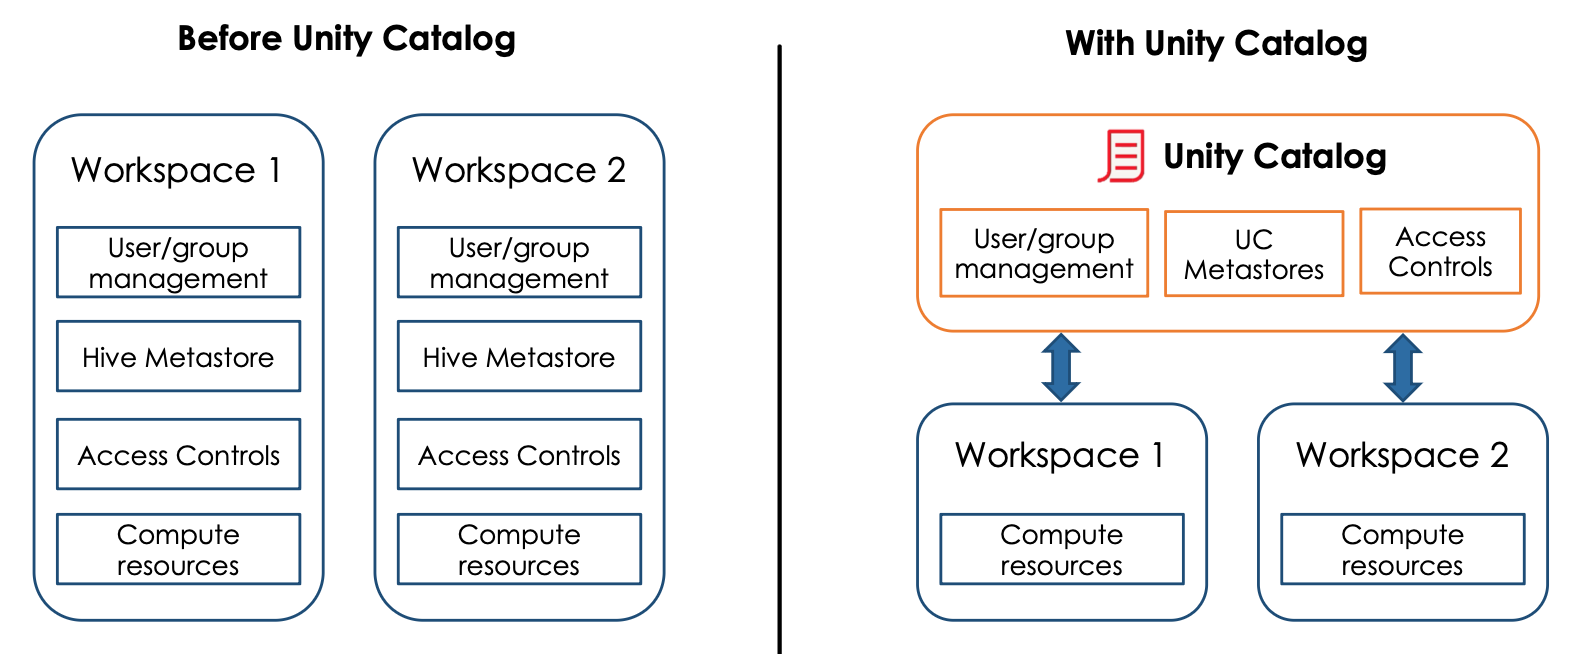 Before Unity Catalog
Workspace 1
User/group
management
Hive Metastore
Access Controls
Compute
resources
Workspace 2
User/group
management
Hive Metastore
Access Controls
Compute
resources
With Unity Catalog
Unity Catalog
User/group
management
UC
Metastores
Access
Controls
Workspace 1
Compute
resources
Workspace 2
Compute
resources